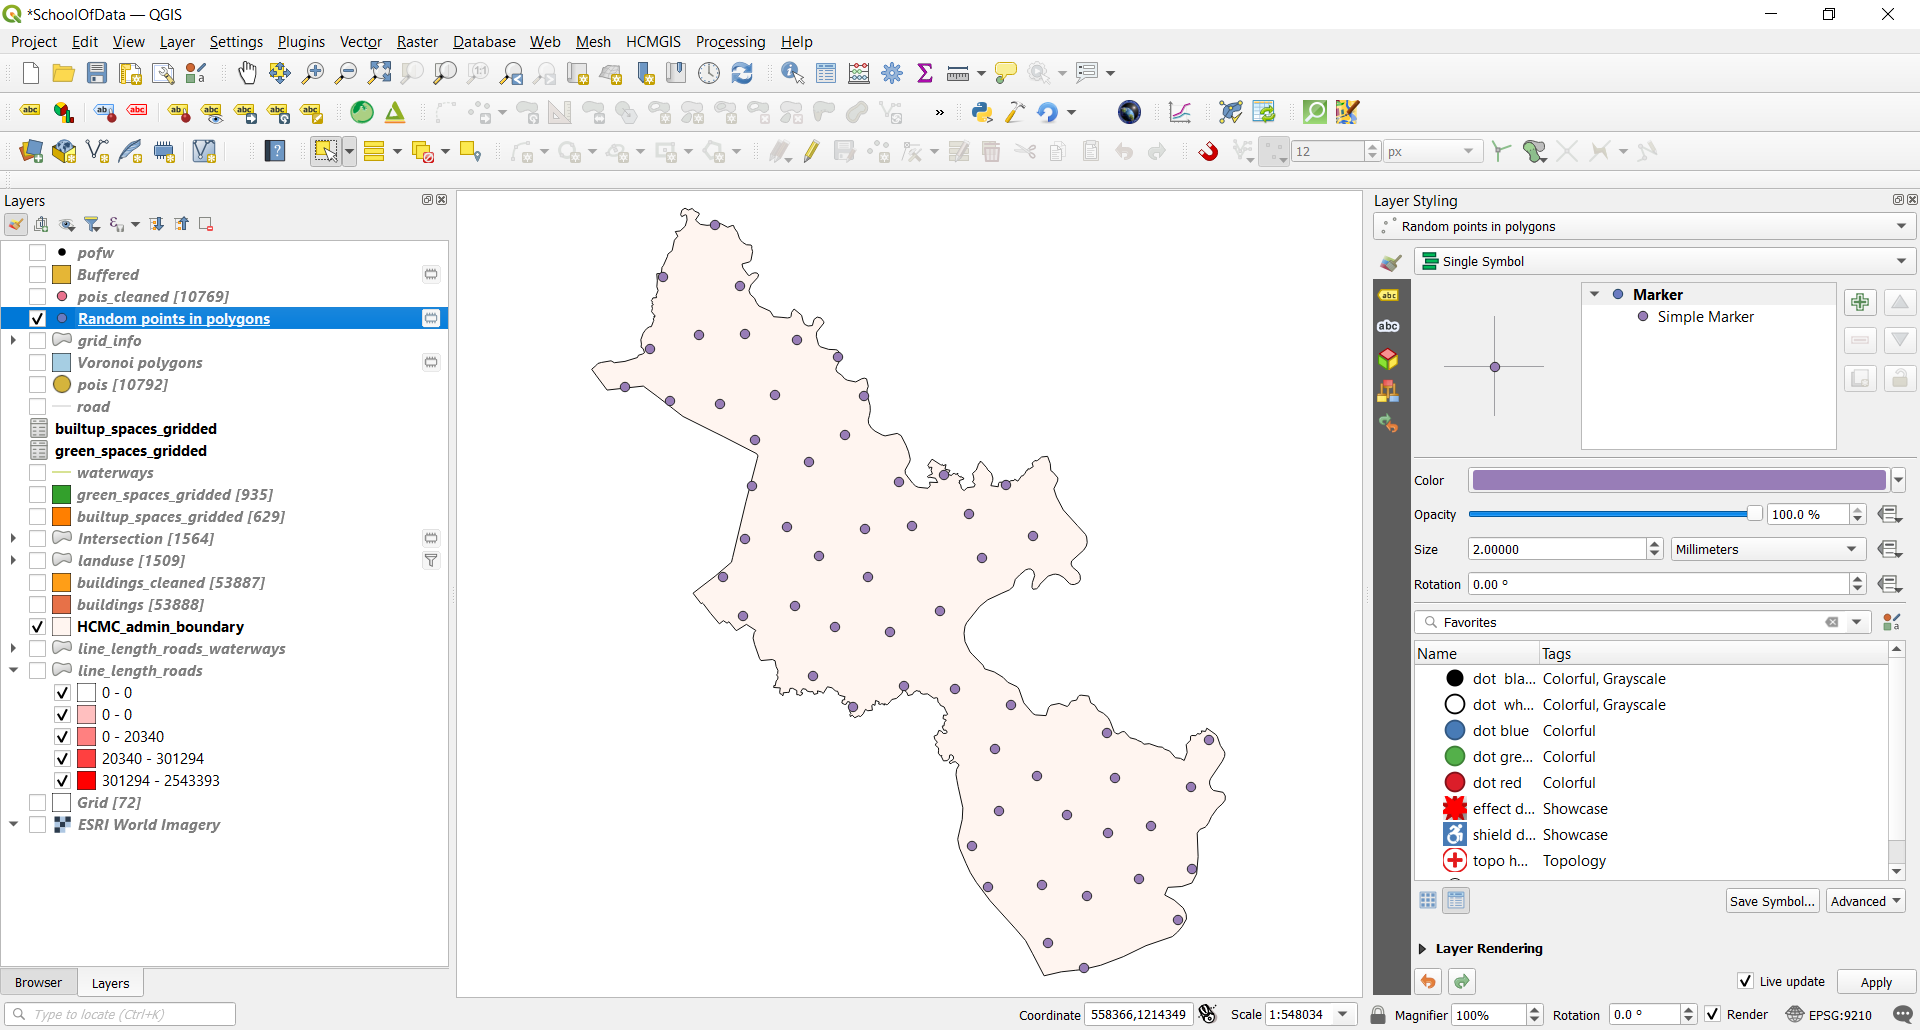 *SchoolOfData — QGIS
Project Edit View Layer Settings Plugins Vector Raster Database Web Mesh HCMGIS Processing Help
12 px
Layers
pofw
Buffered
pois_cleaned [10769]
Random points in polygons
grid_info
Voronoi polygons
pois [10792]
road
builtup_spaces_gridded
green_spaces_gridded
waterways
green_spaces_gridded [935]
builtup_spaces_gridded [629]
Intersection [1564]
landuse [1509]
buildings_cleaned [53887]
buildings [53888]
HCMC_admin_boundary
line_length_roads_waterways
line_length_roads
0 - 0
0 - 0
0 - 20340
20340 - 301294
301294 - 2543393
Grid [72]
ESRI World Imagery
Browser Layers
Type to locate (Ctrl+K)
Layer Styling
Random points in polygons
Single Symbol
Marker
Simple Marker
Color
Opacity 100.0 %
Size 2.00000 Millimeters
Rotation 0.00 °
Favorites
Name Tags
dot bla... Colorful, Grayscale
dot wh... Colorful, Grayscale
dot blue Colorful
dot gre... Colorful
dot red Colorful
effect d... Showcase
shield d... Showcase
topo h... Topology
Save Symbol... Advanced
Layer Rendering
Live update Apply
Coordinate 558366,1214349 Scale 1:548034 Magnifier 100% Rotation 0.0 ° Render EPSG:9210